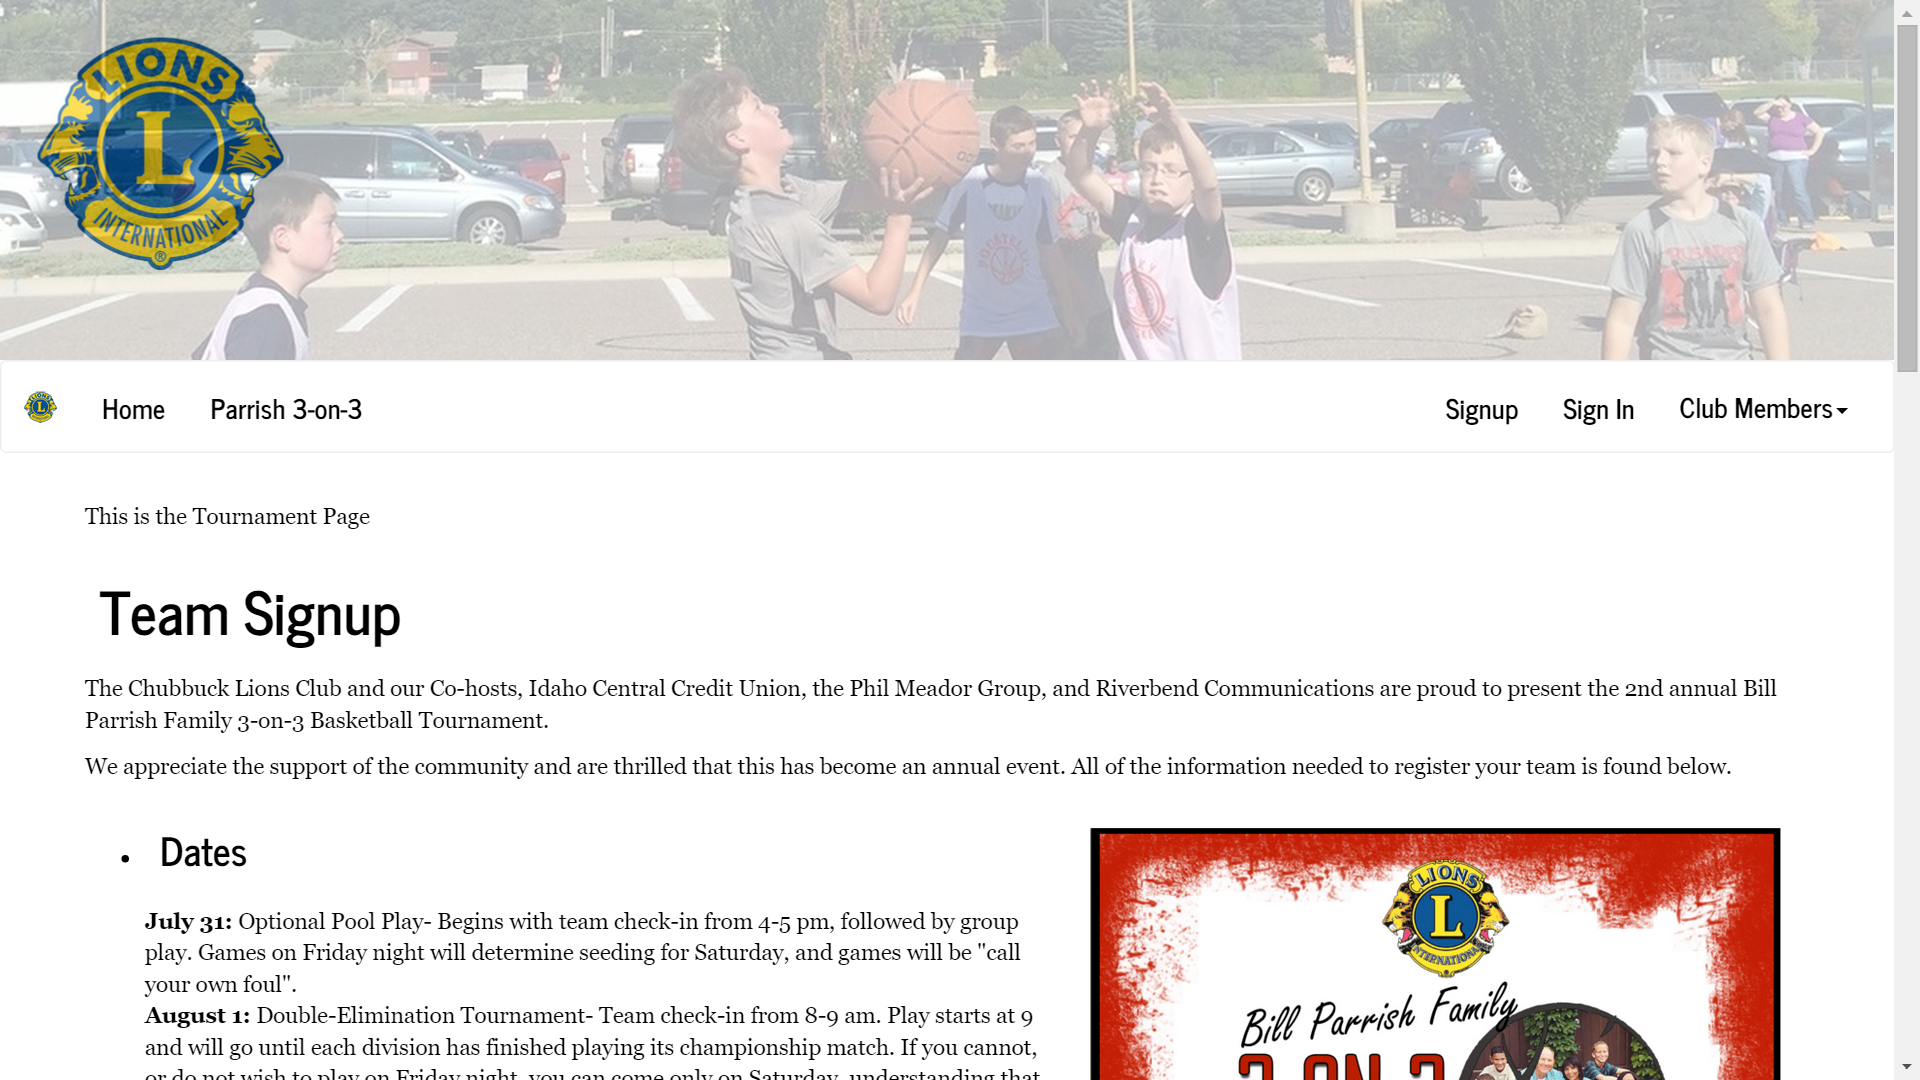 LIONS
L
INTERNATIONAL
®
Home
Parrish 3-on-3
Signup
Sign In
Club Members
This is the Tournament Page
Team Signup
The Chubbuck Lions Club and our Co-hosts, Idaho Central Credit Union, the Phil Meador Group, and Riverbend Communications are proud to present the 2nd annual Bill
Parrish Family 3-on-3 Basketball Tournament.
We appreciate the support of the community and are thrilled that this has become an annual event. All of the information needed to register your team is found below.
Dates
July 31: Optional Pool Play- Begins with team check-in from 4-5 pm, followed by group
play. Games on Friday night will determine seeding for Saturday, and games will be "call
your own foul".
August 1: Double-Elimination Tournament- Team check-in from 8-9 am. Play starts at 9
and will go until each division has finished playing its championship match. If you cannot,
or do not wish to play on Friday night, you can come only on Saturday, understanding that
LIONS
L
INTERNATIONAL
Bill Parrish Family
3 ON 3